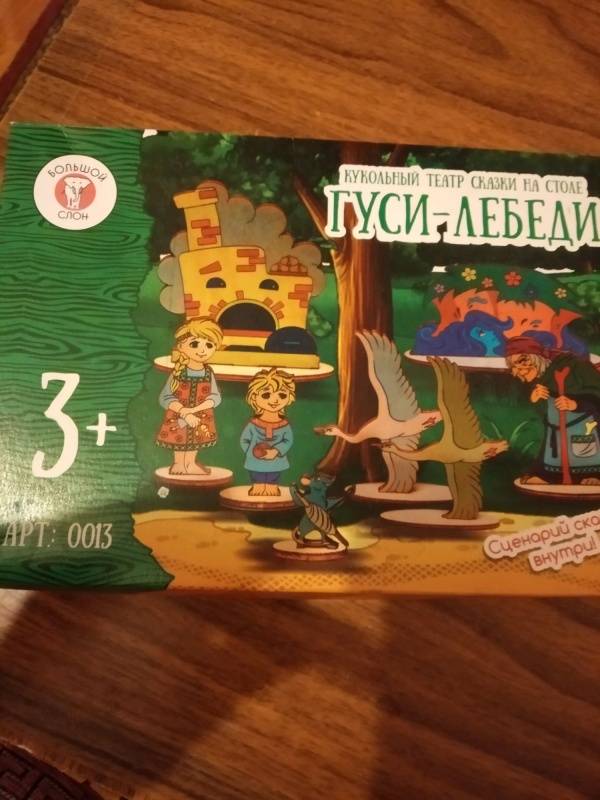 БОЛЬШОЙ
СЛОН
КУКОЛЬНЫЙ ТЕАТР СКАЗКИ НА СТОЛЕ
ГУСИ-ЛЕБЕДИ
3+
АРТ: 0013
Сценарий ска
внутри!